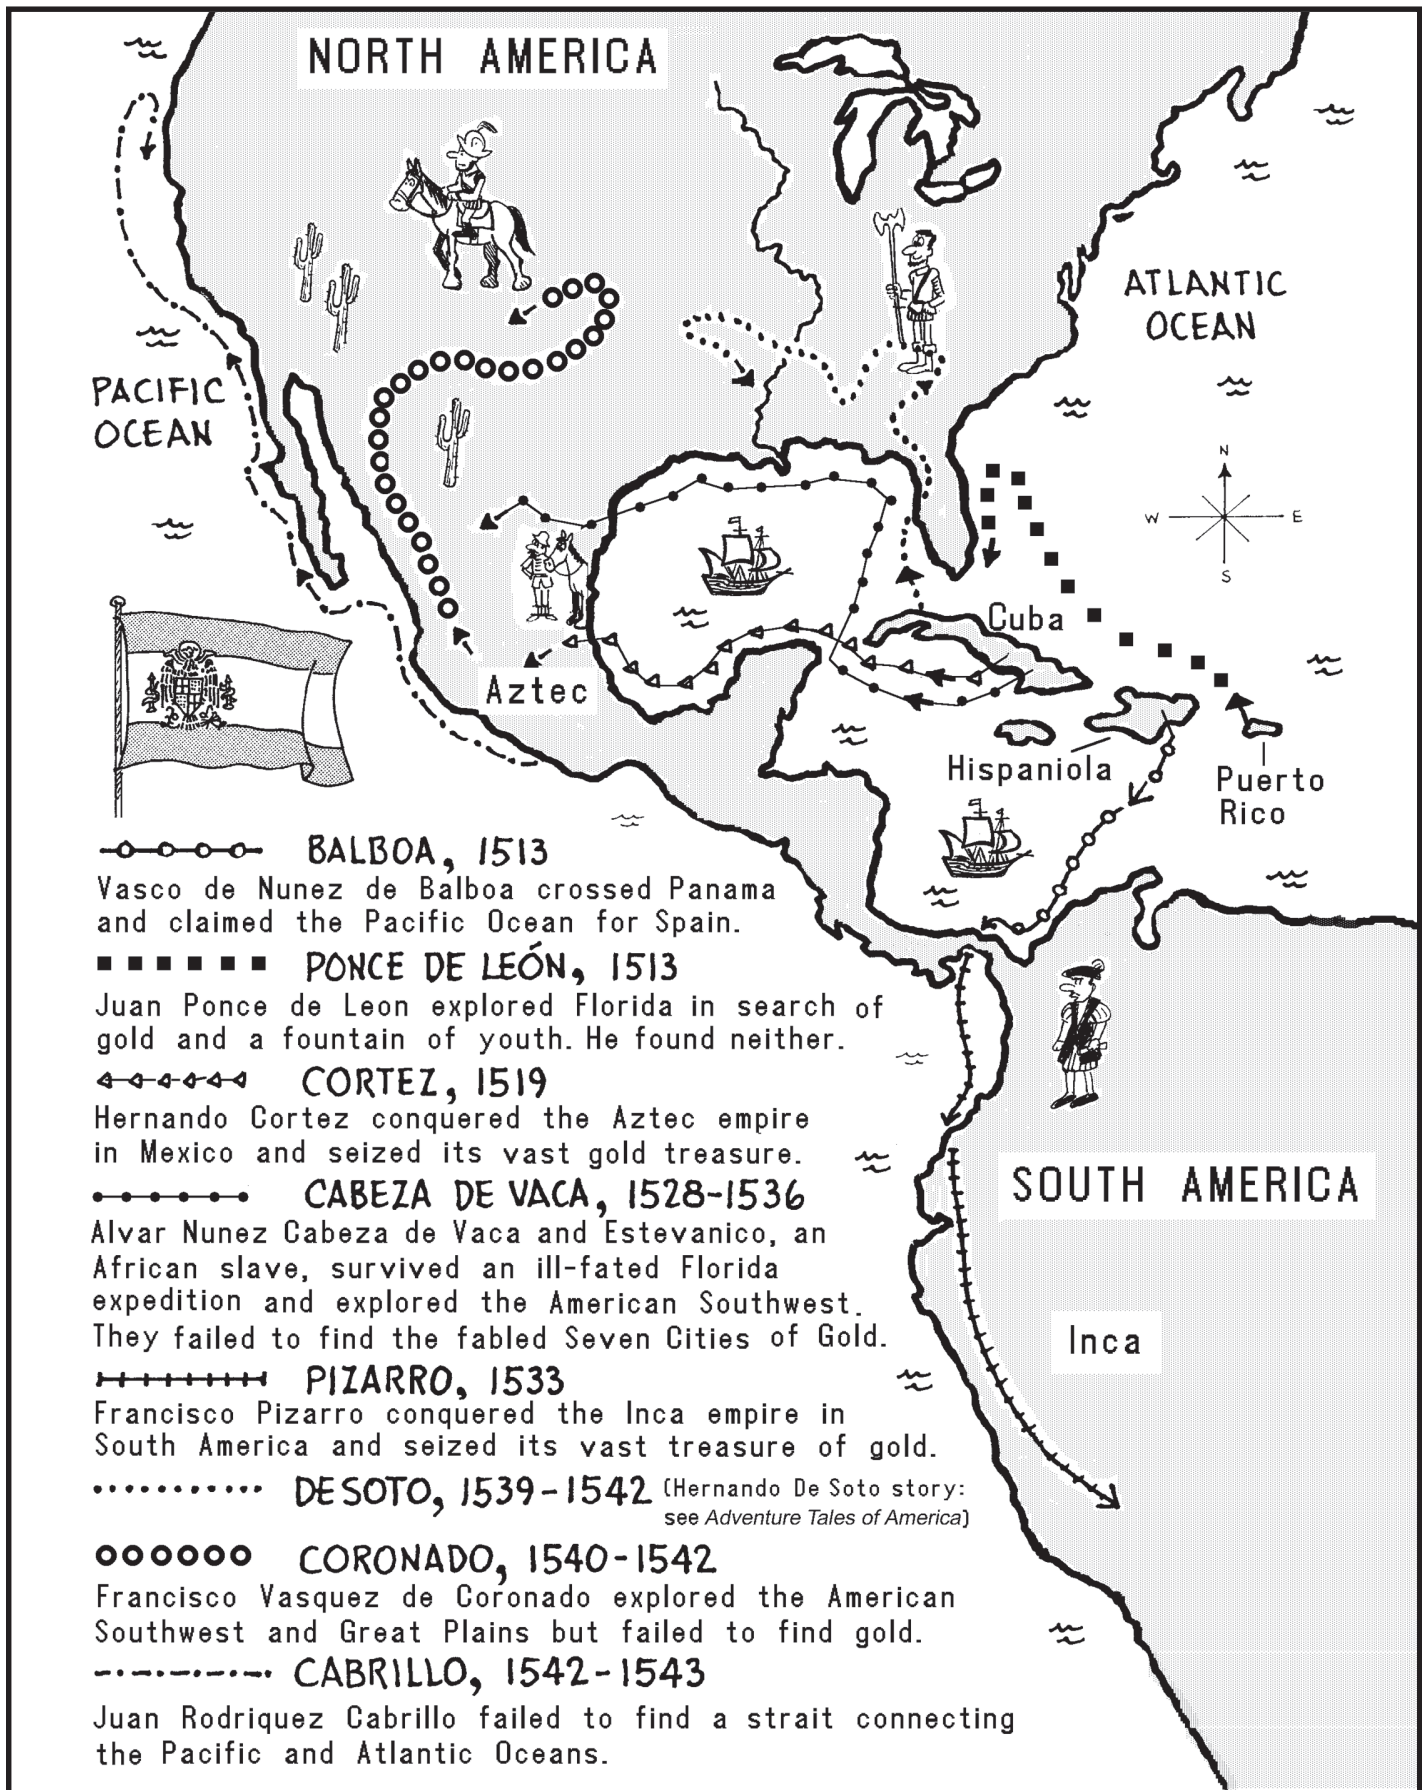 NORTH AMERICA
ATLANTIC
OCEAN
PACIFIC
OCEAN
N
W
E
S
Cuba
Aztec
Hispaniola
Puerto
Rico
BALBOA, 1513
Vasco de Nunez de Balboa crossed Panama
and claimed the Pacific Ocean for Spain.
PONCE DE LEÓN, 1513
Juan Ponce de Leon explored Florida in search of
gold and a fountain of youth. He found neither.
CORTEZ, 1519
Hernando Cortez conquered the Aztec empire
in Mexico and seized its vast gold treasure.
SOUTH AMERICA
CABEZA DE VACA, 1528-1536
Alvar Nunez Cabeza de Vaca and Estevanico, an
African slave, survived an ill-fated Florida
expedition and explored the American Southwest.
They failed to find the fabled Seven Cities of Gold.
Inca
PIZARRO, 1533
Francisco Pizarro conquered the Inca empire in
South America and seized its vast treasure of gold.
DE SOTO, 1539-1542 (Hernando De Soto story:
see Adventure Tales of America)
CORONADO, 1540-1542
Francisco Vasquez de Coronado explored the American
Southwest and Great Plains but failed to find gold.
CABRILLO, 1542-1543
Juan Rodriquez Cabrillo failed to find a strait connecting
the Pacific and Atlantic Oceans.